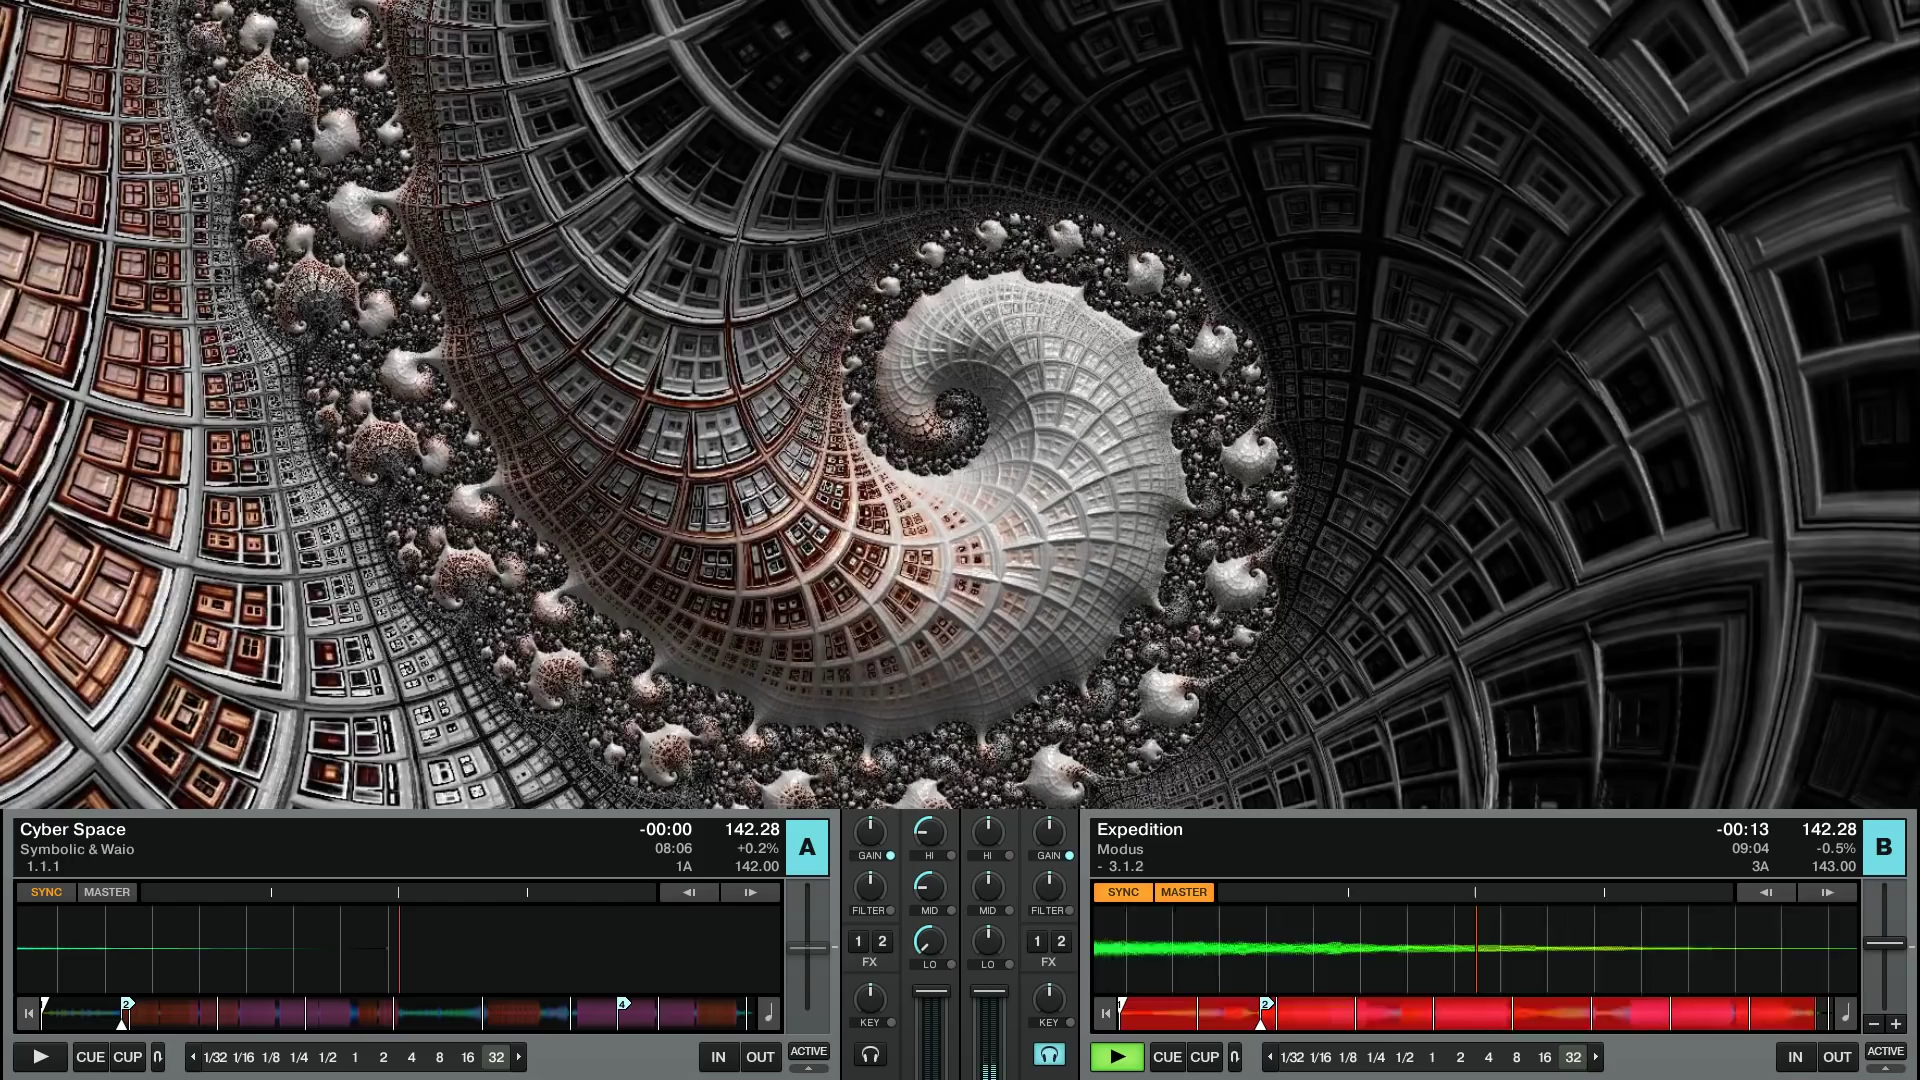 Cyber Space
-00:00 142.28
Symbolic & Waio
08:06 +0.2%
1.1.1
1A 142.00
A
SYNC MASTER
2 4
CUE CUP
1/32 1/16 1/8 1/4 1/2 1 2 4 8 16 32
IN OUT ACTIVE
GAIN HI HI GAIN
FILTER MID MID FILTER
1 2 1 2
FX LO LO FX
KEY KEY
Expedition
-00:13 142.28
Modus
09:04 -0.5%
- 3.1.2
3A 143.00
B
SYNC MASTER
1 2
CUE CUP
1/32 1/16 1/8 1/4 1/2 1 2 4 8 16 32
IN OUT ACTIVE